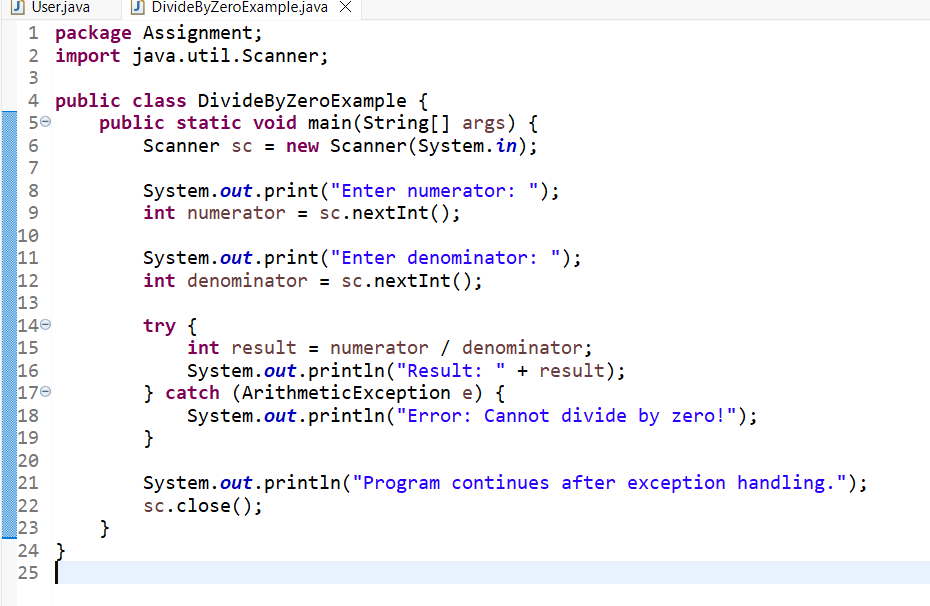 User.java DivideByZeroExample.java
1 package Assignment;
2 import java.util.Scanner;
3
4 public class DivideByZeroExample {
5     public static void main(String[] args) {
6         Scanner sc = new Scanner(System.in);
7
8         System.out.print("Enter numerator: ");
9         int numerator = sc.nextInt();
10
11         System.out.print("Enter denominator: ");
12         int denominator = sc.nextInt();
13
14         try {
15             int result = numerator / denominator;
16             System.out.println("Result: " + result);
17         } catch (ArithmeticException e) {
18             System.out.println("Error: Cannot divide by zero!");
19         }
20
21         System.out.println("Program continues after exception handling.");
22         sc.close();
23     }
24 }
25